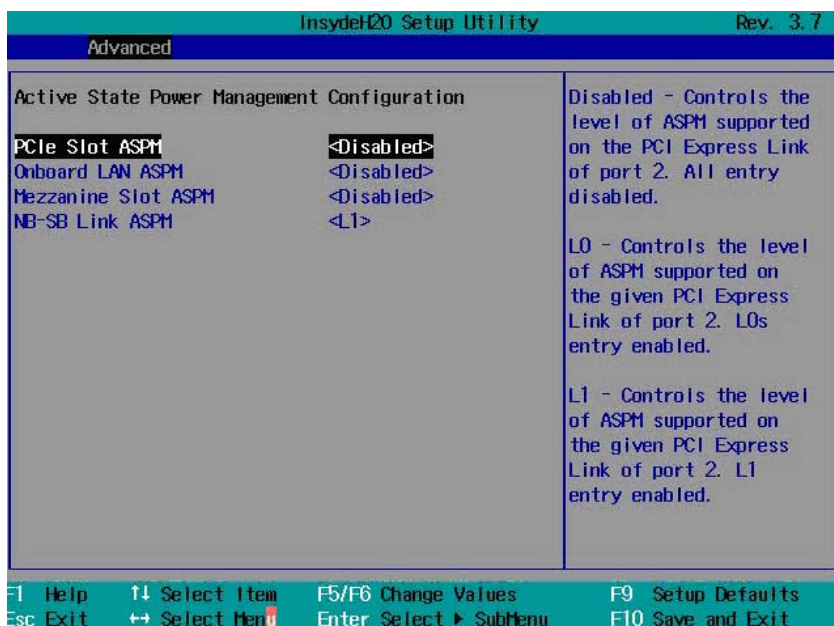 InsydeH20 Setup Utility Rev. 3.7
Advanced
Active State Power Management Configuration
PCIe Slot ASPM <Disabled>
Onboard LAN ASPM <Disabled>
Mezzanine Slot ASPM <Disabled>
NB-SB Link ASPM <L1>
Disabled - Controls the
level of ASPM supported
on the PCI Express Link
of port 2. All entry
disabled.
L0 - Controls the level
of ASPM supported on
the given PCI Express
Link of port 2. L0s
entry enabled.
L1 - Controls the level
of ASPM supported on
the given PCI Express
Link of port 2. L1
entry enabled.
F1 Help ↑↓ Select Item F5/F6 Change Values F9 Setup Defaults
Esc Exit ↔ Select Menu Enter Select ▶ SubMenu F10 Save and Exit